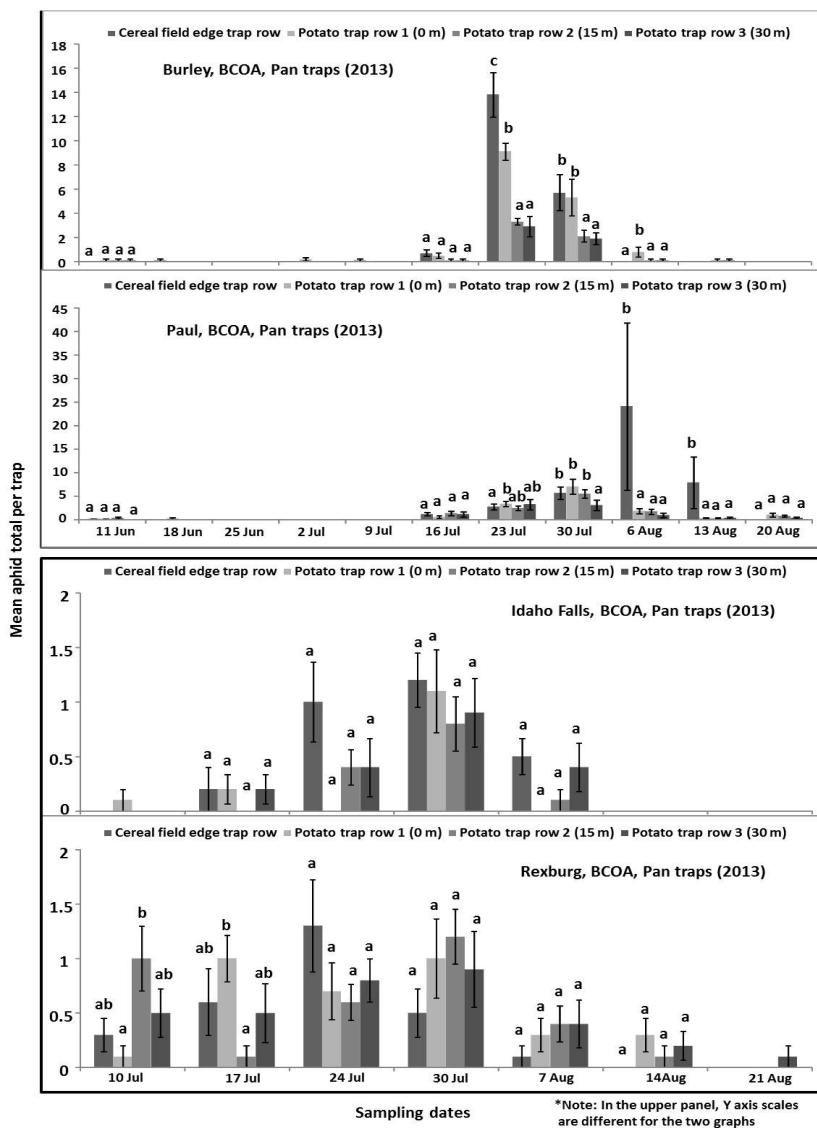 Cereal field edge trap row Potato trap row 1 (0 m) Potato trap row 2 (15 m) Potato trap row 3 (30 m)
Burley, BCOA, Pan traps (2013)
18
16
14
12
10
8
6
4
2
0
a a a a
a a a a
c b a a
b b a a
a b a a
Cereal field edge trap row Potato trap row 1 (0 m) Potato trap row 2 (15 m) Potato trap row 3 (30 m)
Paul, BCOA, Pan traps (2013)
45
40
35
30
25
20
15
10
5
0
a a a a
a a a a
a b ab ab
b b b a
b a a a
b a a a
a a a a
11 Jun 18 Jun 25 Jun 2 Jul 9 Jul 16 Jul 23 Jul 30 Jul 6 Aug 13 Aug 20 Aug
Mean aphid total per trap
Cereal field edge trap row Potato trap row 1 (0 m) Potato trap row 2 (15 m) Potato trap row 3 (30 m)
Idaho Falls, BCOA, Pan traps (2013)
2
1.5
1
0.5
0
a a a a
a a a a
a a a a
a a a a
Cereal field edge trap row Potato trap row 1 (0 m) Potato trap row 2 (15 m) Potato trap row 3 (30 m)
Rexburg, BCOA, Pan traps (2013)
2
1.5
1
0.5
0
ab a b ab
ab b a ab
a a a a
a a a a
a a a a
a a a a
10 Jul 17 Jul 24 Jul 30 Jul 7 Aug 14Aug 21 Aug
Sampling dates
*Note: In the upper panel, Y axis scales
are different for the two graphs